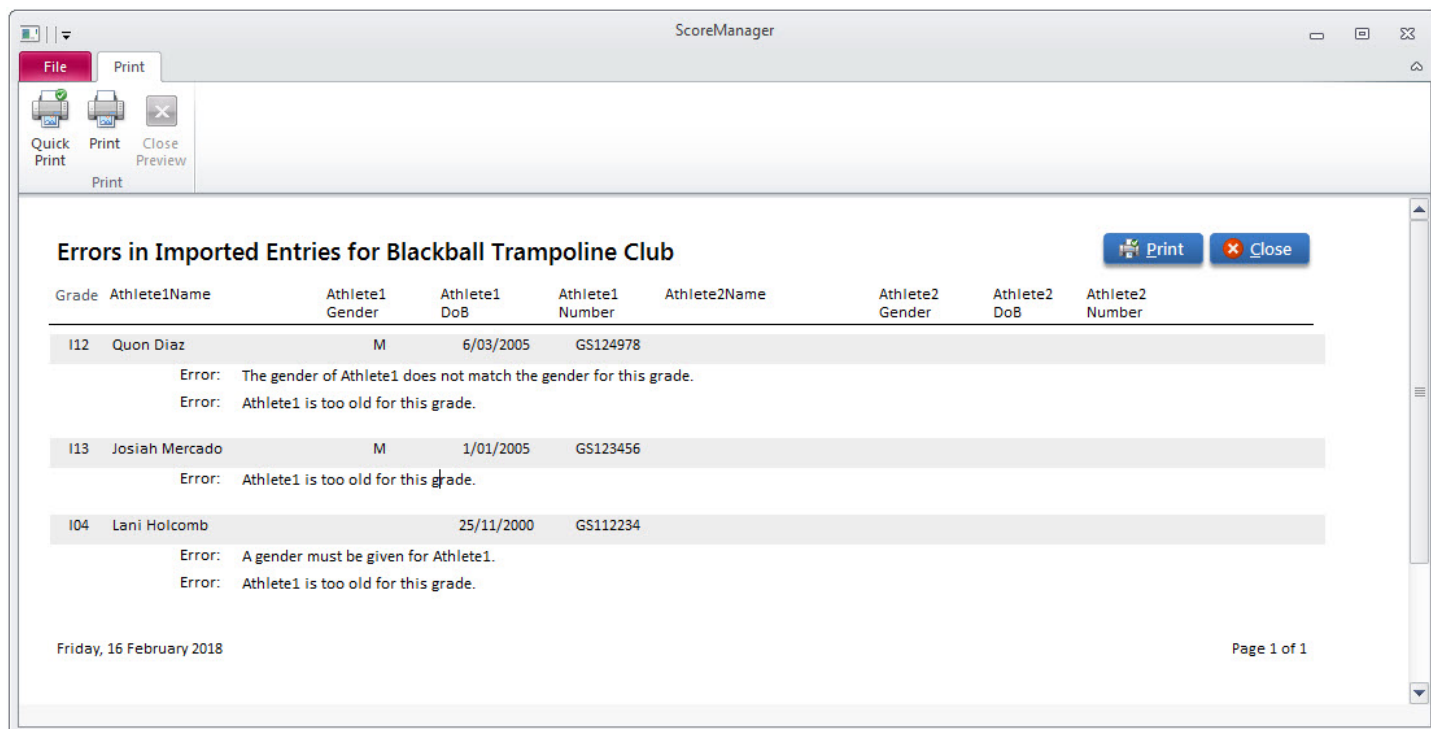 ScoreManager
File Print
Quick Print Print Close Preview
Print
Errors in Imported Entries for Blackball Trampoline Club
Print Close
Grade Athlete1Name Athlete1 Gender Athlete1 DoB Athlete1 Number Athlete2Name Athlete2 Gender Athlete2 DoB Athlete2 Number
I12 Quon Diaz M 6/03/2005 GS124978
Error: The gender of Athlete1 does not match the gender for this grade.
Error: Athlete1 is too old for this grade.
I13 Josiah Mercado M 1/01/2005 GS123456
Error: Athlete1 is too old for this grade.
I04 Lani Holcomb 25/11/2000 GS112234
Error: A gender must be given for Athlete1.
Error: Athlete1 is too old for this grade.
Friday, 16 February 2018 Page 1 of 1